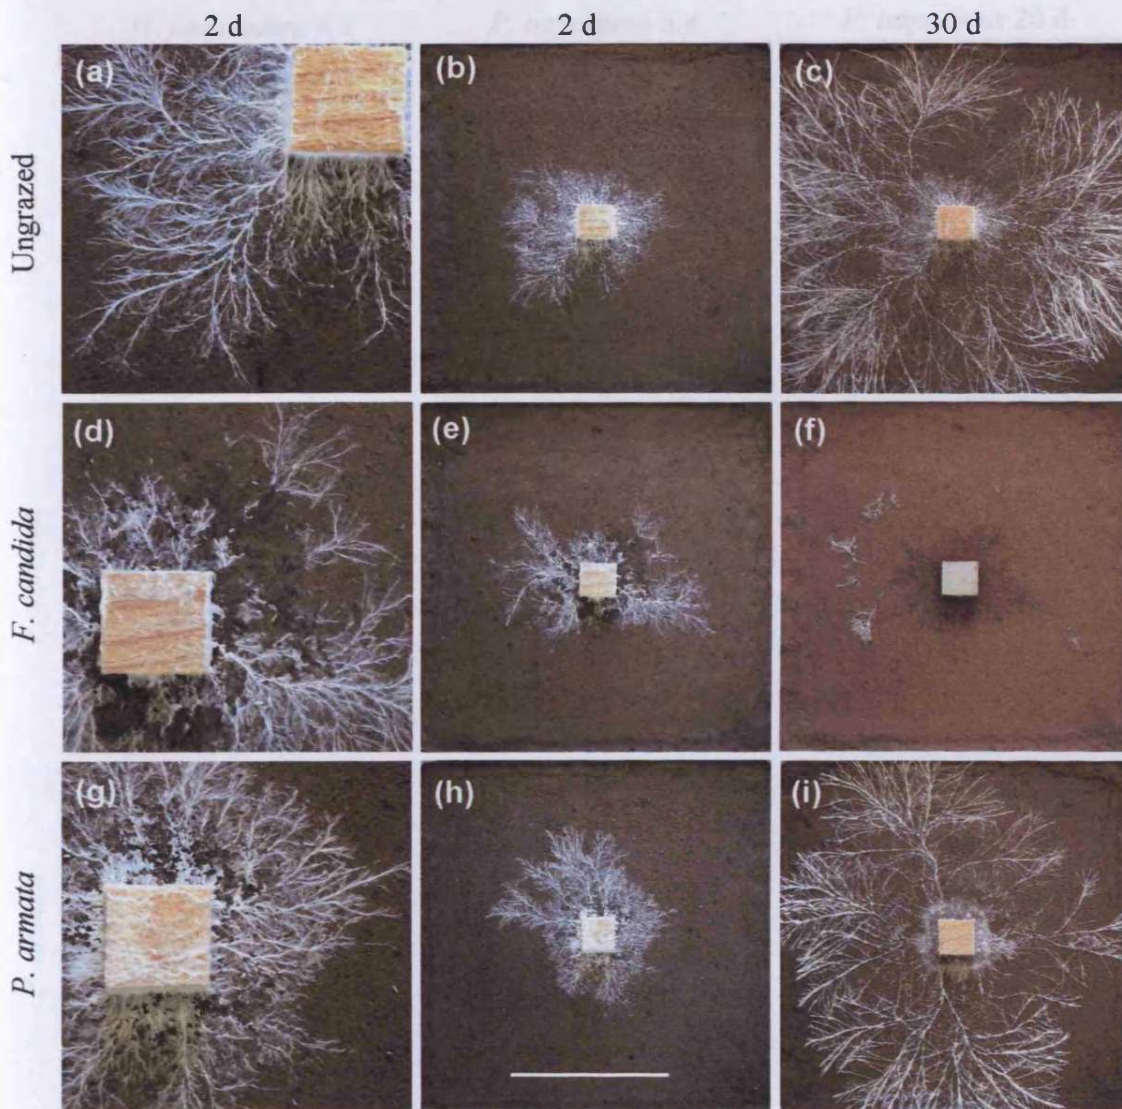 2 d 2 d 30 d
Ungrazed
(a) (b) (c)
F. candida
(d) (e) (f)
P. armata
(g) (h) (i)